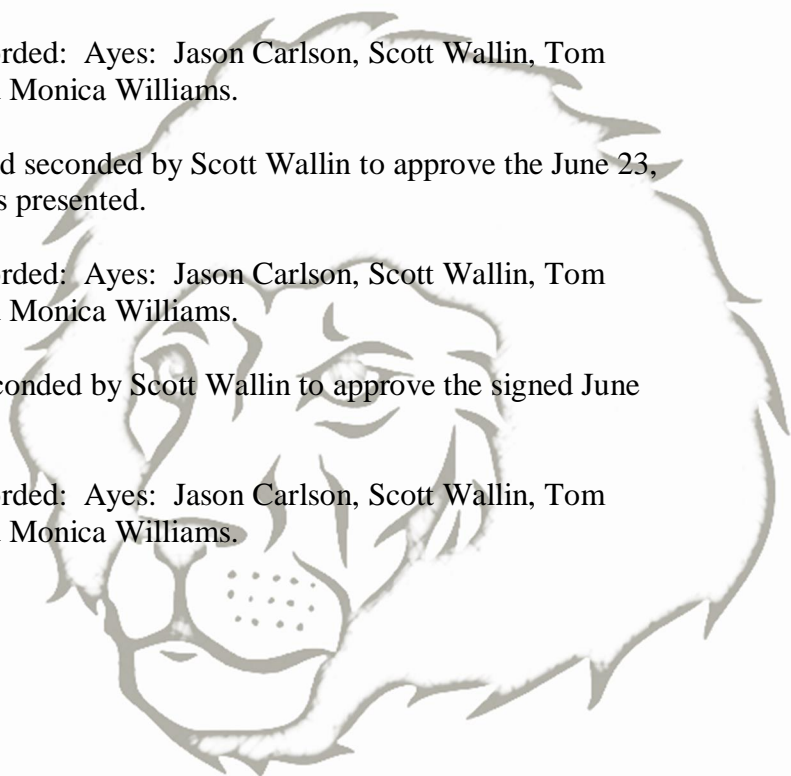 rded:  Ayes:  Jason Carlson, Scott Wallin, Tom
Monica Williams.
d seconded by Scott Wallin to approve the June 23,
s presented.
rded:  Ayes:  Jason Carlson, Scott Wallin, Tom
Monica Williams.
conded by Scott Wallin to approve the signed June
rded:  Ayes:  Jason Carlson, Scott Wallin, Tom
Monica Williams.